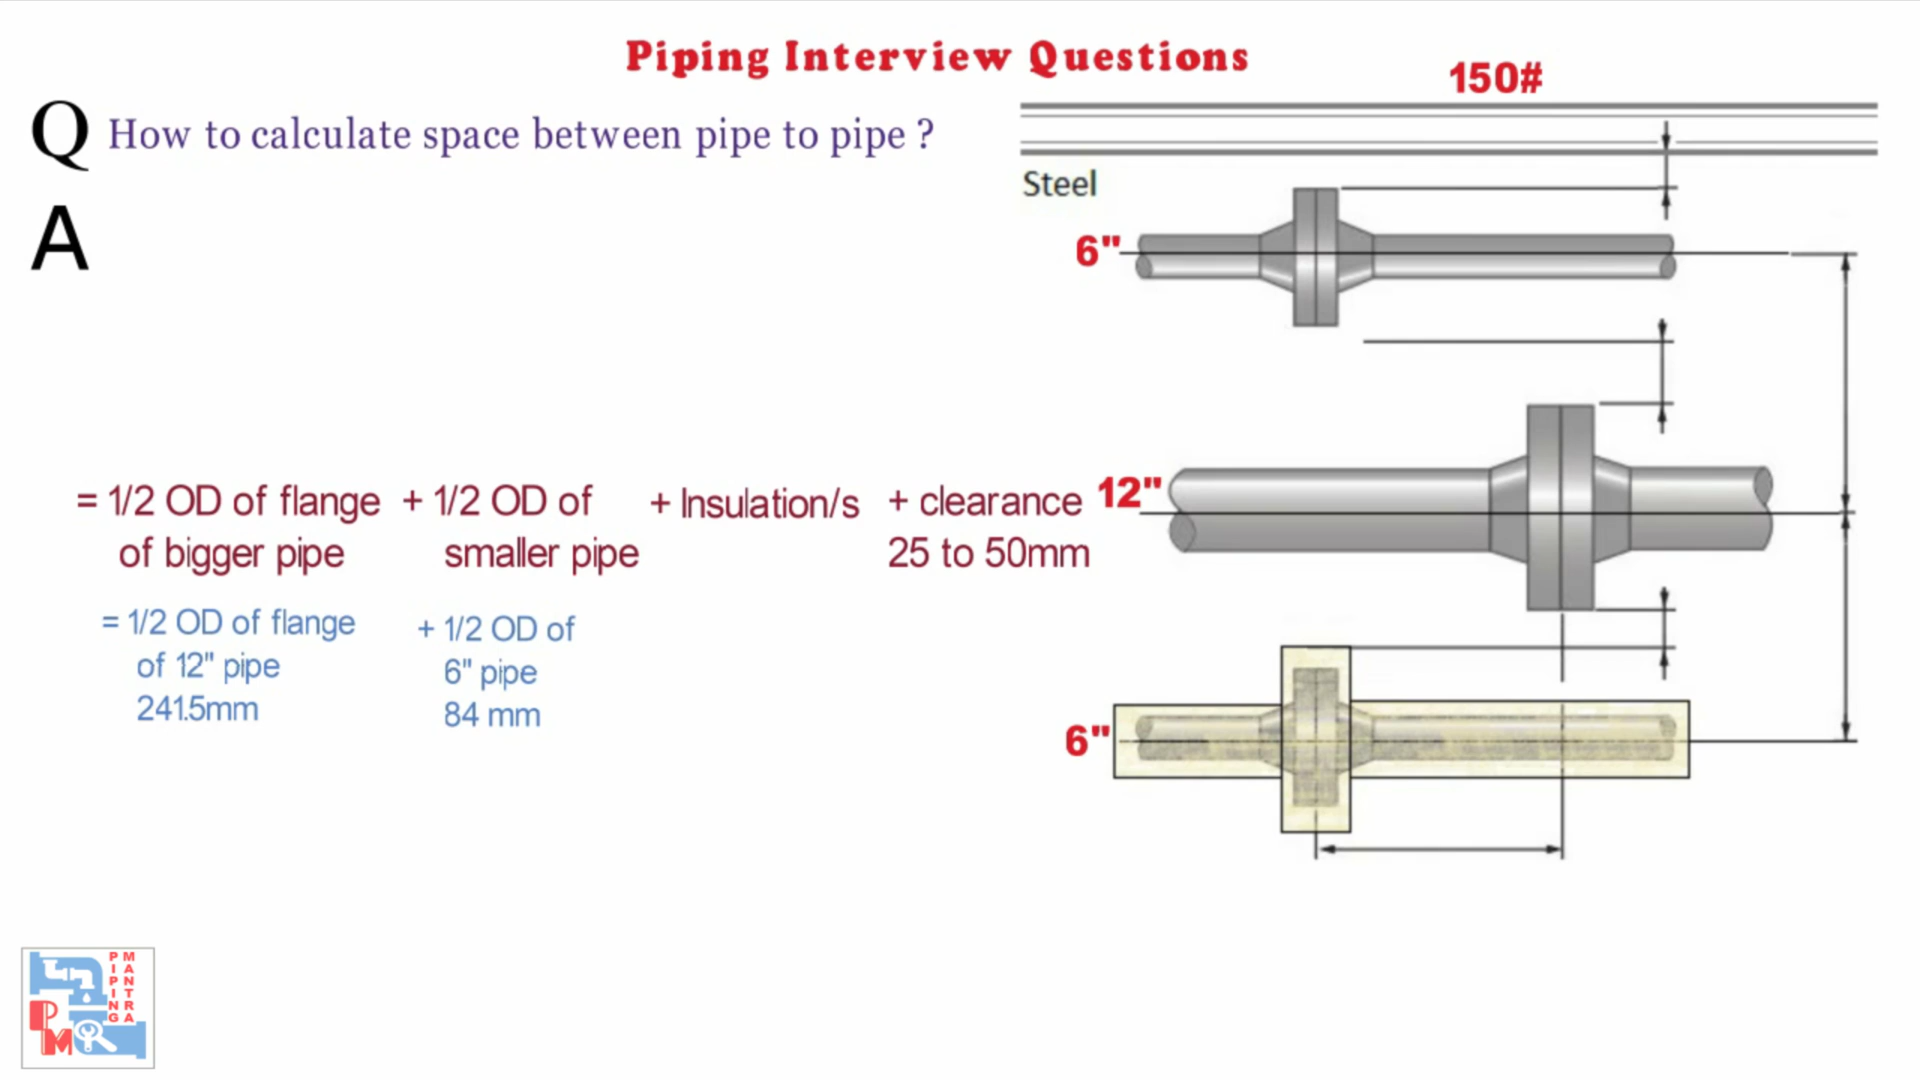 Piping Interview Questions
150#
Q How to calculate space between pipe to pipe ?
Steel
A
6"
= 1/2 OD of flange + 1/2 OD of + Insulation/s + clearance 12"
of bigger pipe smaller pipe 25 to 50mm
= 1/2 OD of flange + 1/2 OD of
of 12" pipe 6" pipe
241.5mm 84 mm
6"
PIPING MANTRA
PM